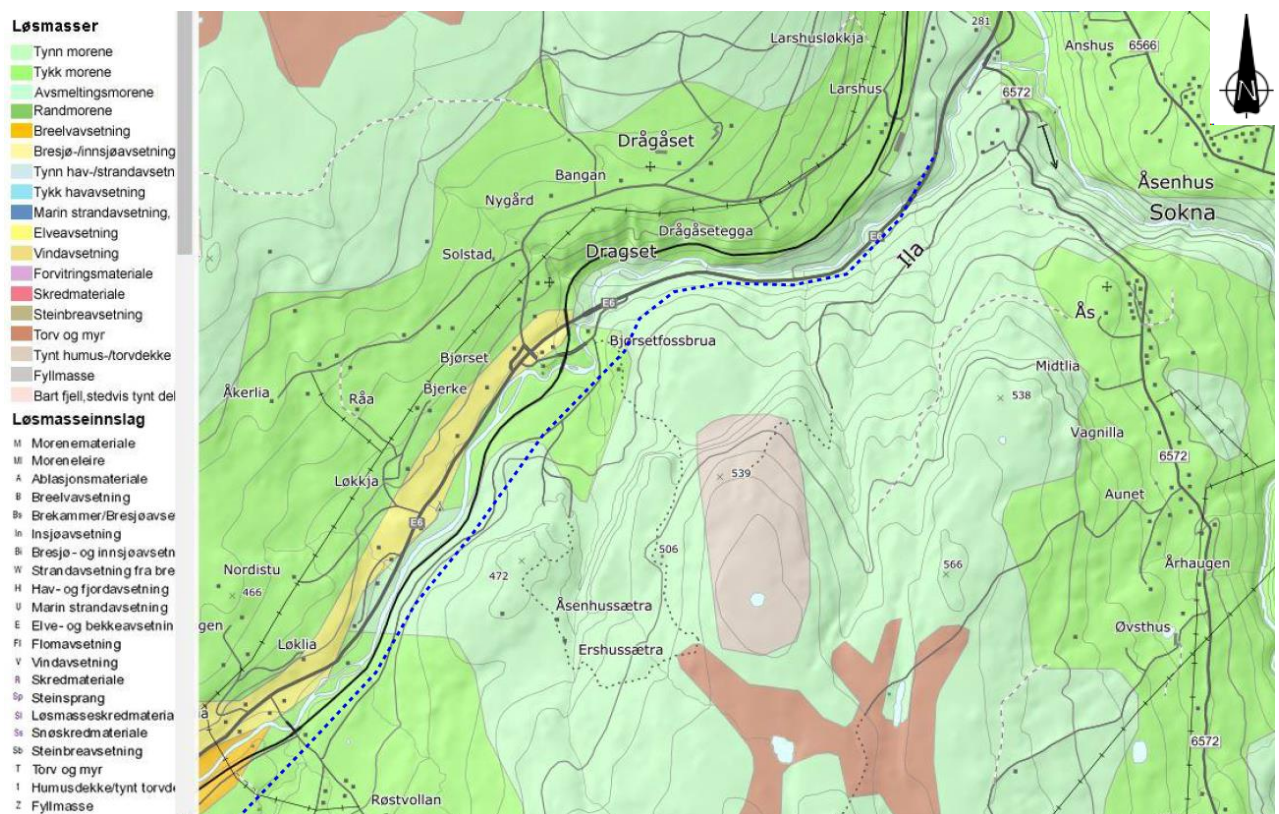 Løsmasser
Tynn morene
Tykk morene
Avsmeltingsmorene
Randmorene
Breelvavsetning
Bresjø-/innsjøavsetning
Tynn hav-/strandavsetn
Tykk havavsetning
Marin strandavsetning,
Elveavsetning
Vindavsetning
Forvitringsmateriale
Skredmateriale
Steinbreavsetning
Torv og myr
Tynt humus-/torvdekke
Fyllmasse
Bart fjell,stedvis tynt del
Løsmasseinnslag
M Morenemateriale
Ml Moreneleire
A Ablasjonsmateriale
B Breelvavsetning
Bs Brekammer/Bresjøavse
In Insjøavsetning
Bi Bresjø- og innsjøavsetn
W Strandavsetning fra bre
H Hav- og fjordavsetning
U Marin strandavsetning
E Elve- og bekkeavsetnin
Fl Flomavsetning
V Vindavsetning
R Skredmateriale
Sp Steinsprang
Sl Løsmasseskredmateria
Ss Snøskredmateriale
Sb Steinbreavsetning
T Torv og myr
1 Humusdekke/tynt torvde
Z Fyllmasse
281
Larshusløkkja
Anshus
6566
N
Larshus
6572
Drågåset
Bangan
Nygård
Åsenhus
Sokna
Drågåsetegga
Solstad
Dragset
E6
Ila
E6
Ås
Bjørsetfossbrua
Bjørset
Midtlia
Bjerke
Åkerlia
Råa
538
Vagnilla
6572
539
Løkkja
Aunet
E6
506
Nordistu
472
566
Århaugen
466
Åsenhussætra
gen
Øvsthus
Løklia
Ershussætra
ia
6572
Røstvollan